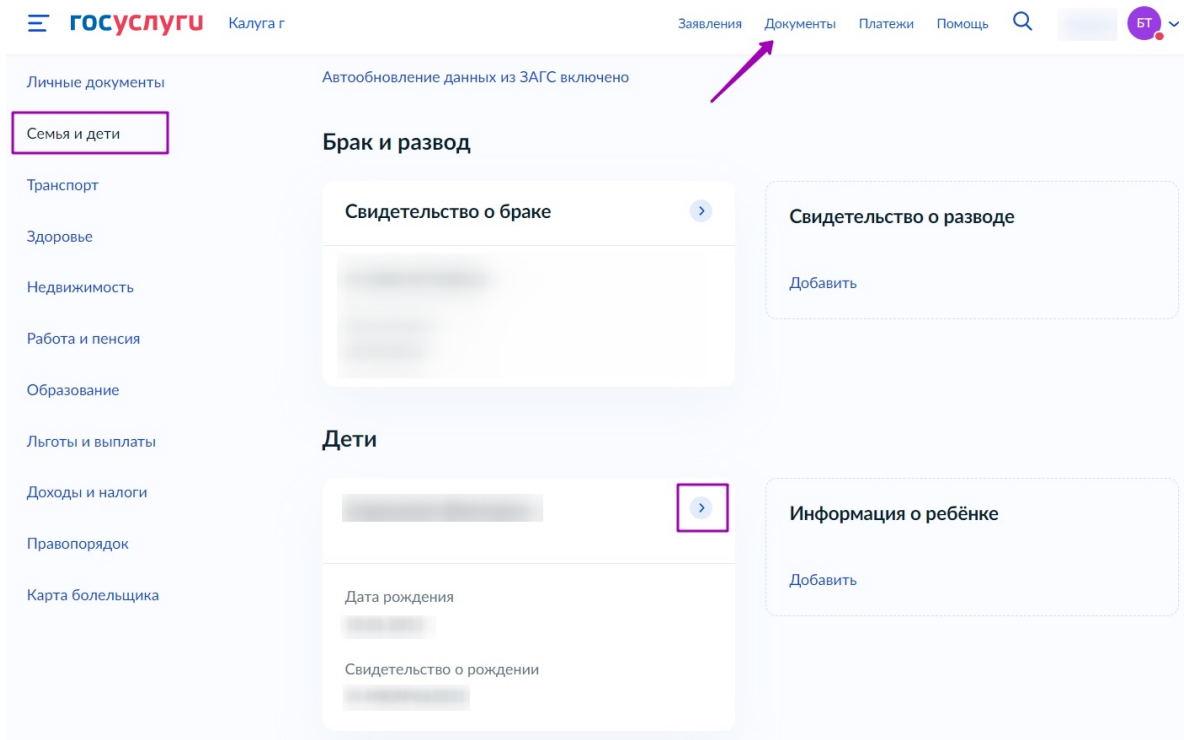 госуслуги Калуга г Заявления Документы Платежи Помощь БТ
Личные документы
Семья и дети
Транспорт
Здоровье
Недвижимость
Работа и пенсия
Образование
Льготы и выплаты
Доходы и налоги
Правопорядок
Карта болельщика
Автообновление данных из ЗАГС включено
Брак и развод
Свидетельство о браке
Свидетельство о разводе
Добавить
Дети
Дата рождения
Свидетельство о рождении
Информация о ребёнке
Добавить